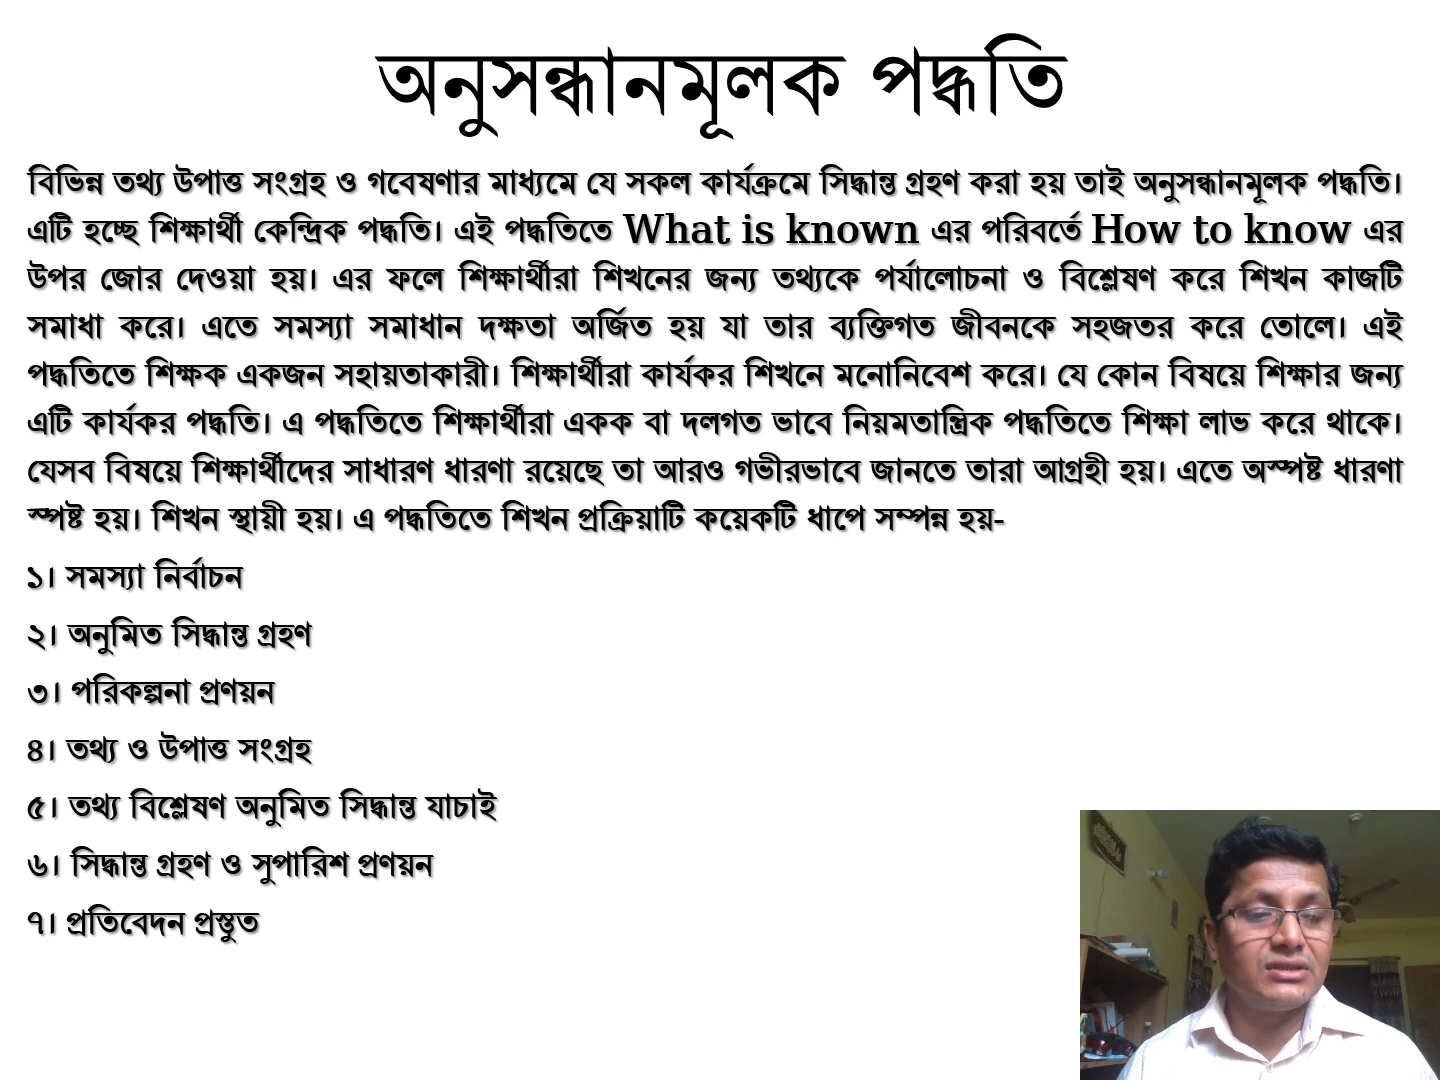 অনুসন্ধানমূলক পদ্ধতি
বিভিন্ন তথ্য উপাত্ত সংগ্রহ ও গবেষণার মাধ্যমে যে সকল কার্যক্রমে সিদ্ধান্ত গ্রহণ করা হয় তাই অনুসন্ধানমূলক পদ্ধতি।
এটি হচ্ছে শিক্ষার্থী কেন্দ্রিক পদ্ধতি। এই পদ্ধতিতে What is known এর পরিবর্তে How to know এর
উপর জোর দেওয়া হয়। এর ফলে শিক্ষার্থীরা শিখনের জন্য তথ্যকে পর্যালোচনা ও বিশ্লেষণ করে শিখন কাজটি
সমাধা করে। এতে সমস্যা সমাধান দক্ষতা অর্জিত হয় যা তার ব্যক্তিগত জীবনকে সহজতর করে তোলে। এই
পদ্ধতিতে শিক্ষক একজন সহায়তাকারী। শিক্ষার্থীরা কার্যকর শিখনে মনোনিবেশ করে। যে কোন বিষয়ে শিক্ষার জন্য
এটি কার্যকর পদ্ধতি। এ পদ্ধতিতে শিক্ষার্থীরা একক বা দলগত ভাবে নিয়মতান্ত্রিক পদ্ধতিতে শিক্ষা লাভ করে থাকে।
যেসব বিষয়ে শিক্ষার্থীদের সাধারণ ধারণা রয়েছে তা আরও গভীরভাবে জানতে তারা আগ্রহী হয়। এতে অস্পষ্ট ধারণা
স্পষ্ট হয়। শিখন স্থায়ী হয়। এ পদ্ধতিতে শিখন প্রক্রিয়াটি কয়েকটি ধাপে সম্পন্ন হয়-
১। সমস্যা নির্বাচন
২। অনুমিত সিদ্ধান্ত গ্রহণ
৩। পরিকল্পনা প্রণয়ন
৪। তথ্য ও উপাত্ত সংগ্রহ
৫। তথ্য বিশ্লেষণ অনুমিত সিদ্ধান্ত যাচাই
৬। সিদ্ধান্ত গ্রহণ ও সুপারিশ প্রণয়ন
৭। প্রতিবেদন প্রস্তুত